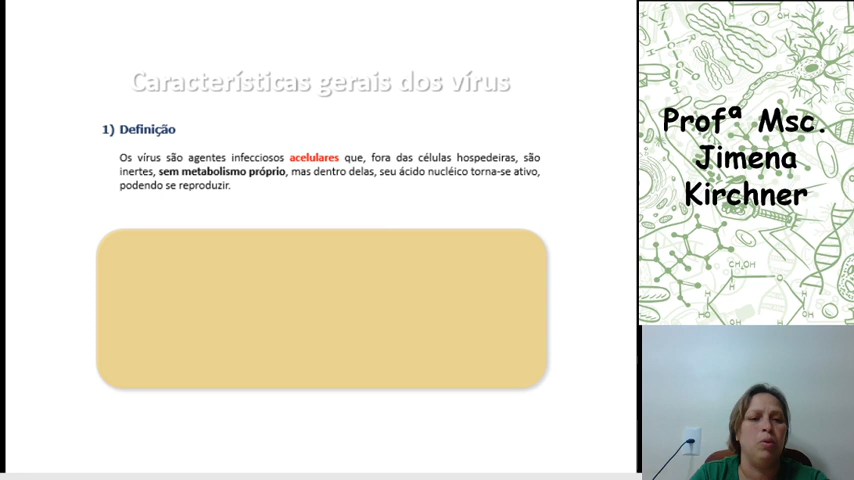 Características gerais dos vírus
1) Definição
Os vírus são agentes infecciosos acelulares que, fora das células hospedeiras, são
inertes, sem metabolismo próprio, mas dentro delas, seu ácido nucléico torna-se ativo,
podendo se reproduzir.
Profª Msc.
Jimena
Kirchner